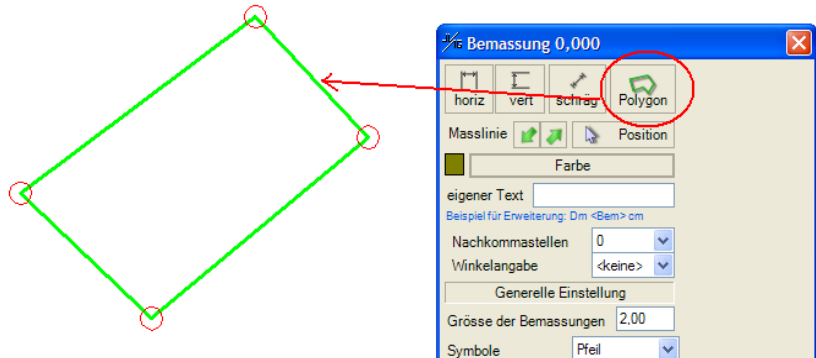 Bemassung 0,000
horiz vert schräg Polygon
Masslinie Position
Farbe
eigener Text
Beispiel für Erweiterung: Dm <Bem> cm
Nachkommastellen 0
Winkelangabe <keine>
Generelle Einstellung
Grösse der Bemassungen 2,00
Symbole Pfeil